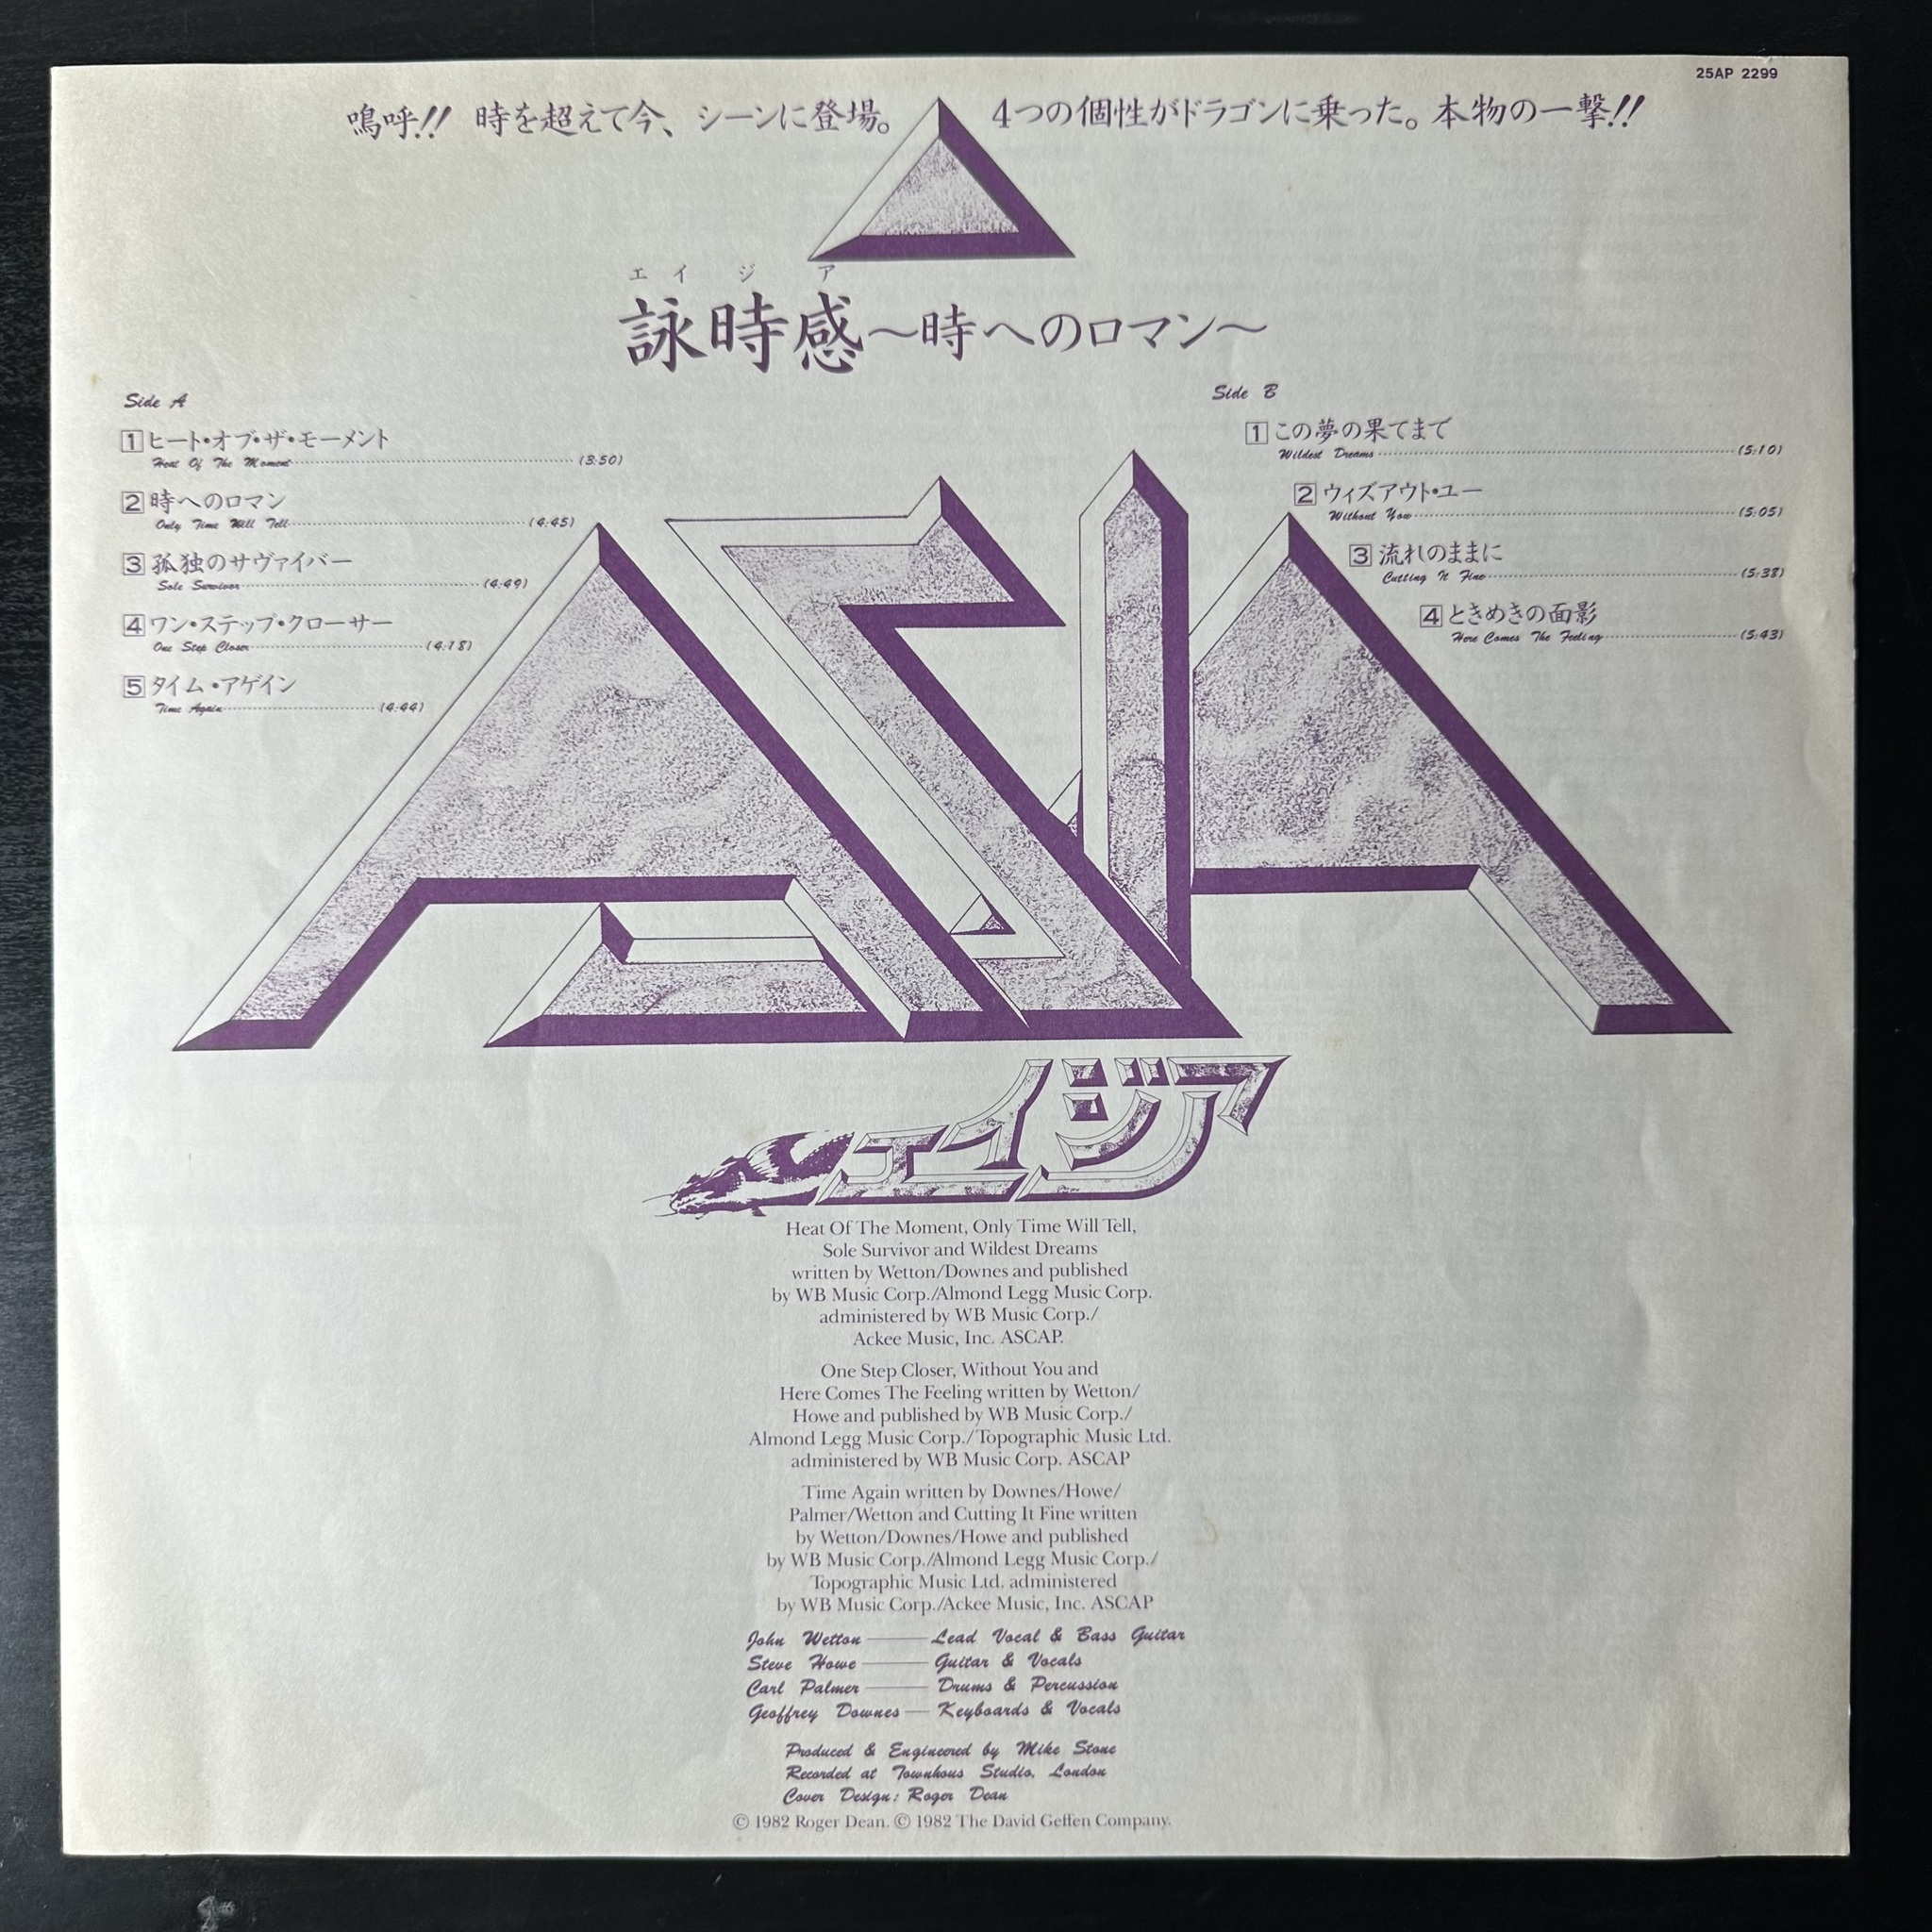 25AP 2299
嗚呼!! 時を超えて今、シーンに登場。 4つの個性がドラゴンに乗った。本物の一撃!!
エイジア
詠時感〜時へのロマン〜
Side A
1 ヒート・オブ・ザ・モーメント
Heat Of The Moment (3:50)
2 時へのロマン
Only Time Will Tell (4:45)
3 孤独のサヴァイバー
Sole Survivor (4:49)
4 ワン・ステップ・クローサー
One Step Closer (4:18)
5 タイム・アゲイン
Time Again (4:44)
Side B
1 この夢の果てまで
Wildest Dreams (5:10)
2 ウィズアウト・ユー
Without You (5:05)
3 流れのままに
Cutting It Fine (5:38)
4 ときめきの面影
Here Comes The Feeling (5:43)
ASIA
エイジア
Heat Of The Moment, Only Time Will Tell,
Sole Survivor and Wildest Dreams
written by Wetton/Downes and published
by WB Music Corp./Almond Legg Music Corp.
administered by WB Music Corp./
Ackee Music, Inc. ASCAP.
One Step Closer, Without You and
Here Comes The Feeling written by Wetton/
Howe and published by WB Music Corp./
Almond Legg Music Corp./Topographic Music Ltd.
administered by WB Music Corp. ASCAP
Time Again written by Downes/Howe/
Palmer/Wetton and Cutting It Fine written
by Wetton/Downes/Howe and published
by WB Music Corp./Almond Legg Music Corp./
Topographic Music Ltd. administered
by WB Music Corp./Ackee Music, Inc. ASCAP
John Wetton — Lead Vocal & Bass Guitar
Steve Howe — Guitar & Vocals
Carl Palmer — Drums & Percussion
Geoffrey Downes — Keyboards & Vocals
Produced & Engineered by Mike Stone
Recorded at Townhous Studio, London
Cover Design: Roger Dean
© 1982 Roger Dean. © 1982 The David Geffen Company.